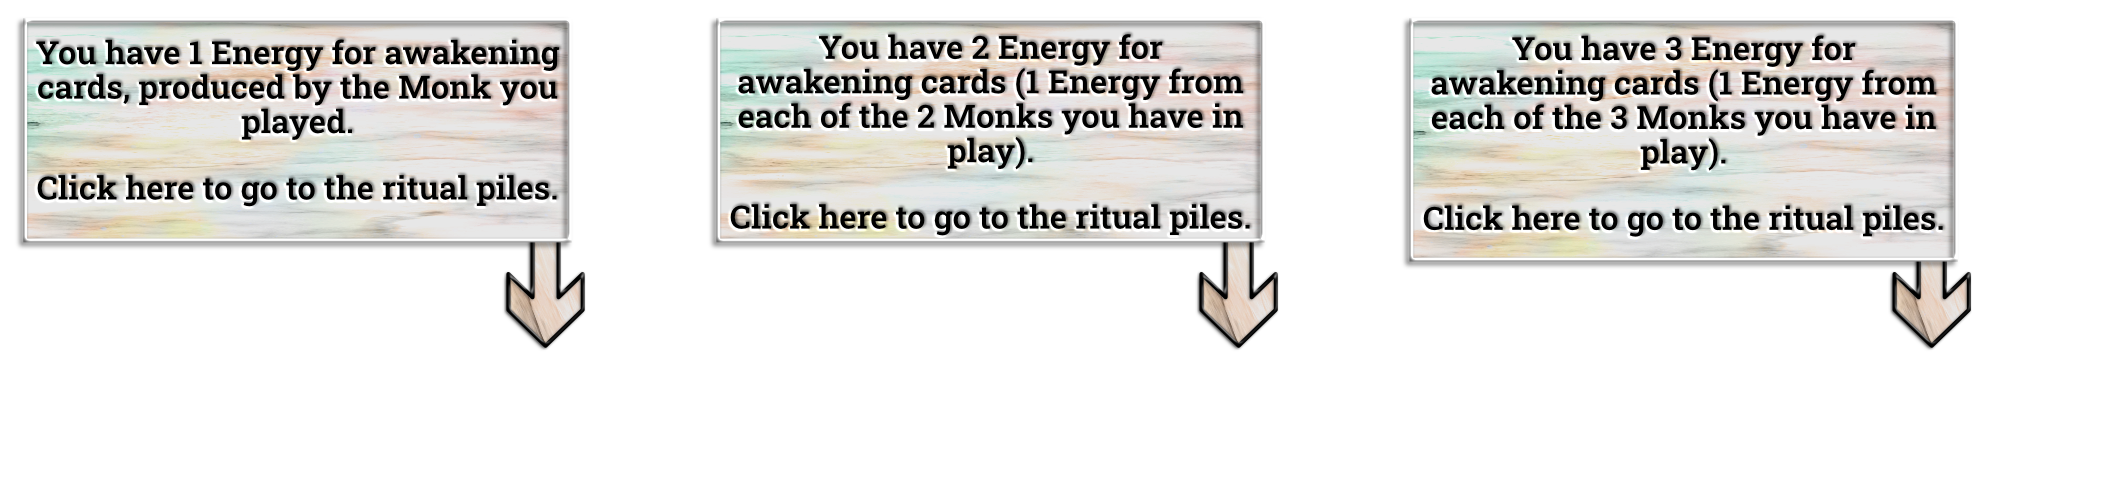 You have 1 Energy for awakening
cards, produced by the Monk you
played.
Click here to go to the ritual piles.
You have 2 Energy for
awakening cards (1 Energy from
each of the 2 Monks you have in
play).
Click here to go to the ritual piles.
You have 3 Energy for
awakening cards (1 Energy from
each of the 3 Monks you have in
play).
Click here to go to the ritual piles.